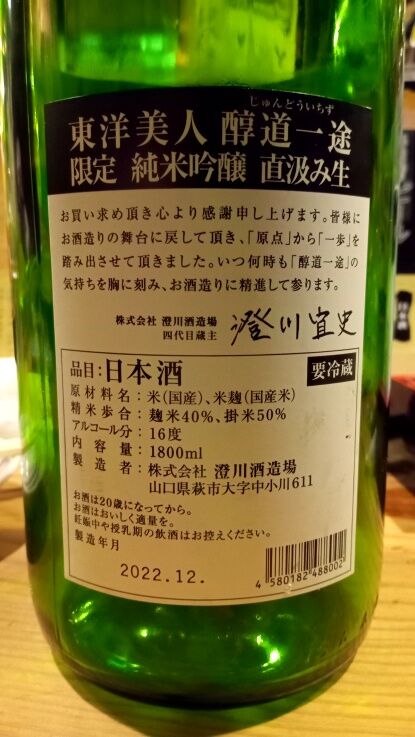 じゅんどういちず
東洋美人 醇道一途
限定 純米吟醸 直汲み生
お買い求め頂き心より感謝申し上げます。皆様に
お酒造りの舞台に戻して頂き、「原点」から「一歩」を
踏み出させて頂きました。いつ何時も「醇道一途」の
気持ちを胸に刻み、お酒造りに精進して参ります。
株式会社 澄川酒造場
四代目蔵主 澄川宜史
品目:日本酒 要冷蔵
原材料名:米(国産)、米麹(国産米)
精米歩合:麹米40%、掛米50%
アルコール分:16度
内容量:1800ml
製造者:株式会社 澄川酒造場
山口県萩市大字中小川611
お酒は20歳になってから。
お酒はおいしく適量を。
妊娠中や授乳期の飲酒はお控えください。
製造年月
2022.12.
4 580182 488002